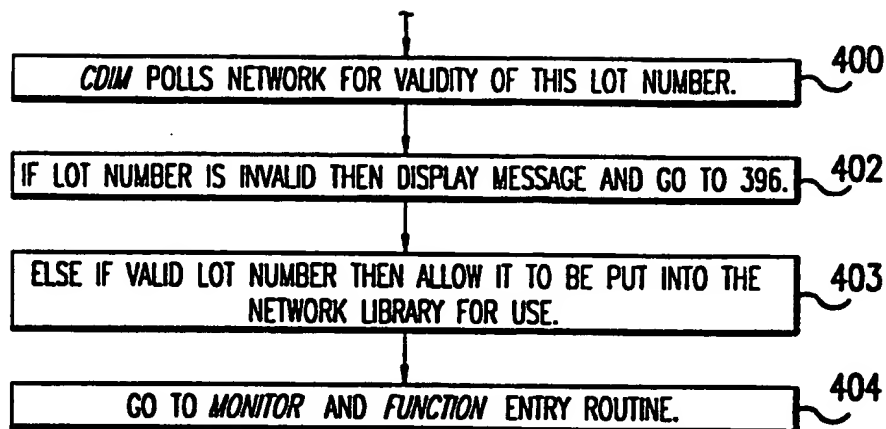 CDIM POLLS NETWORK FOR VALIDITY OF THIS LOT NUMBER.
400
IF LOT NUMBER IS INVALID THEN DISPLAY MESSAGE AND GO TO 396.
402
ELSE IF VALID LOT NUMBER THEN ALLOW IT TO BE PUT INTO THE
NETWORK LIBRARY FOR USE.
403
GO TO MONITOR AND FUNCTION ENTRY ROUTINE.
404